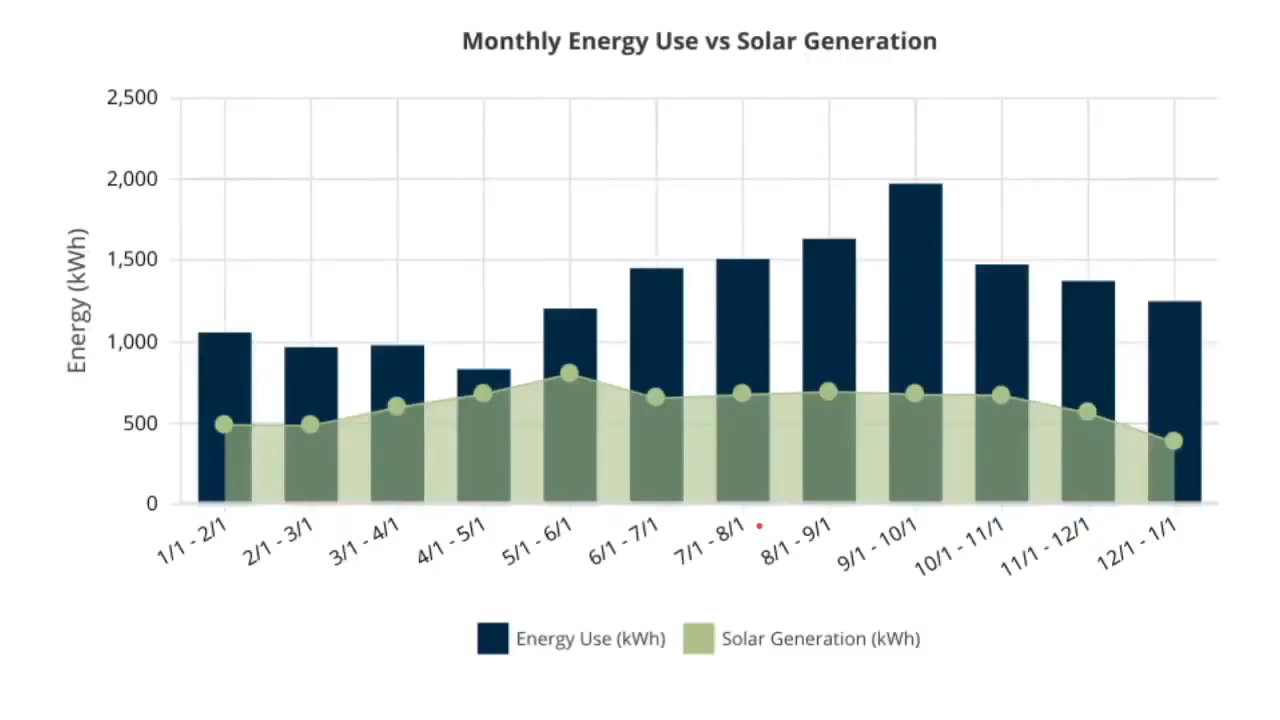 Monthly Energy Use vs Solar Generation
2,500
2,000
1,500
1,000
500
0
Energy (kWh)
1/1 - 2/1
2/1 - 3/1
3/1 - 4/1
4/1 - 5/1
5/1 - 6/1
6/1 - 7/1
7/1 - 8/1
8/1 - 9/1
9/1 - 10/1
10/1 - 11/1
11/1 - 12/1
12/1 - 1/1
Energy Use (kWh)
Solar Generation (kWh)